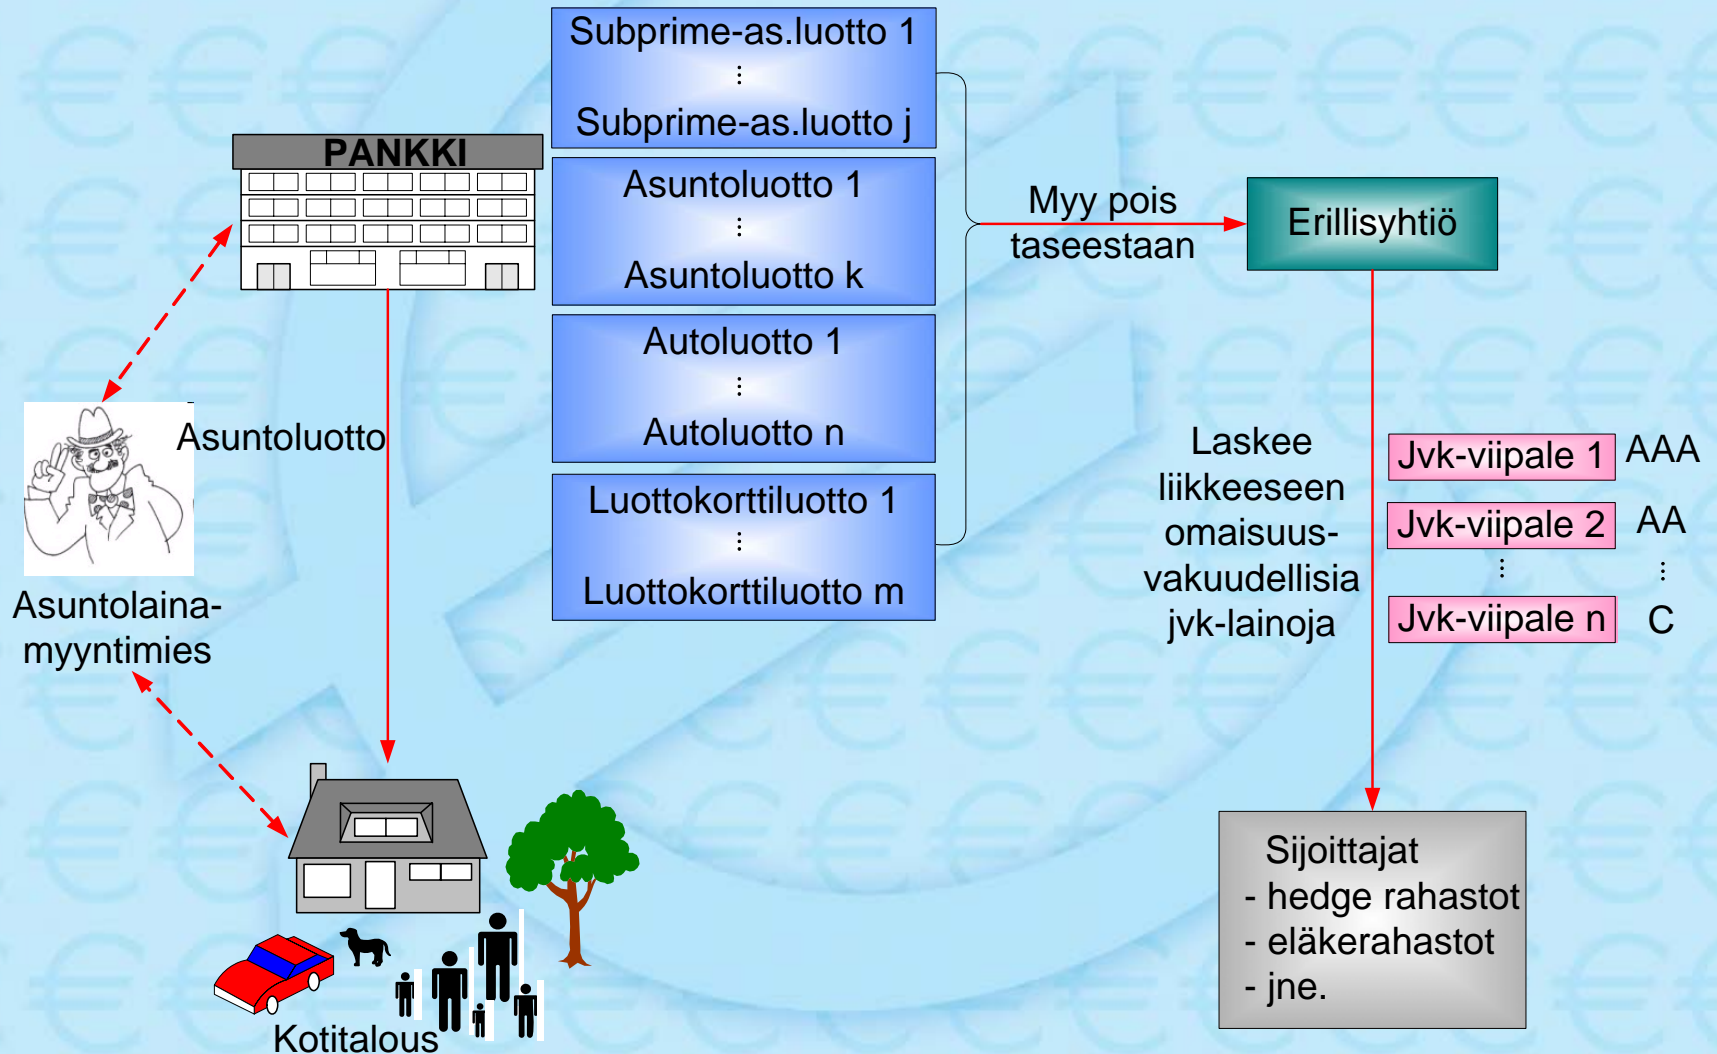 PANKKI
Subprime-as.luotto 1
⋮
Subprime-as.luotto j
Asuntoluotto 1
⋮
Asuntoluotto k
Autoluotto 1
⋮
Autoluotto n
Luottokorttiluotto 1
⋮
Luottokorttiluotto m
Myy pois
taseestaan
Erillisyhtiö
Asuntoluotto
Asuntolaina-
myyntimies
Kotitalous
Laskee
liikkeeseen
omaisuus-
vakuudellisia
jvk-lainoja
Jvk-viipale 1 AAA
Jvk-viipale 2 AA
⋮ ⋮
Jvk-viipale n C
Sijoittajat
- hedge rahastot
- eläkerahastot
- jne.